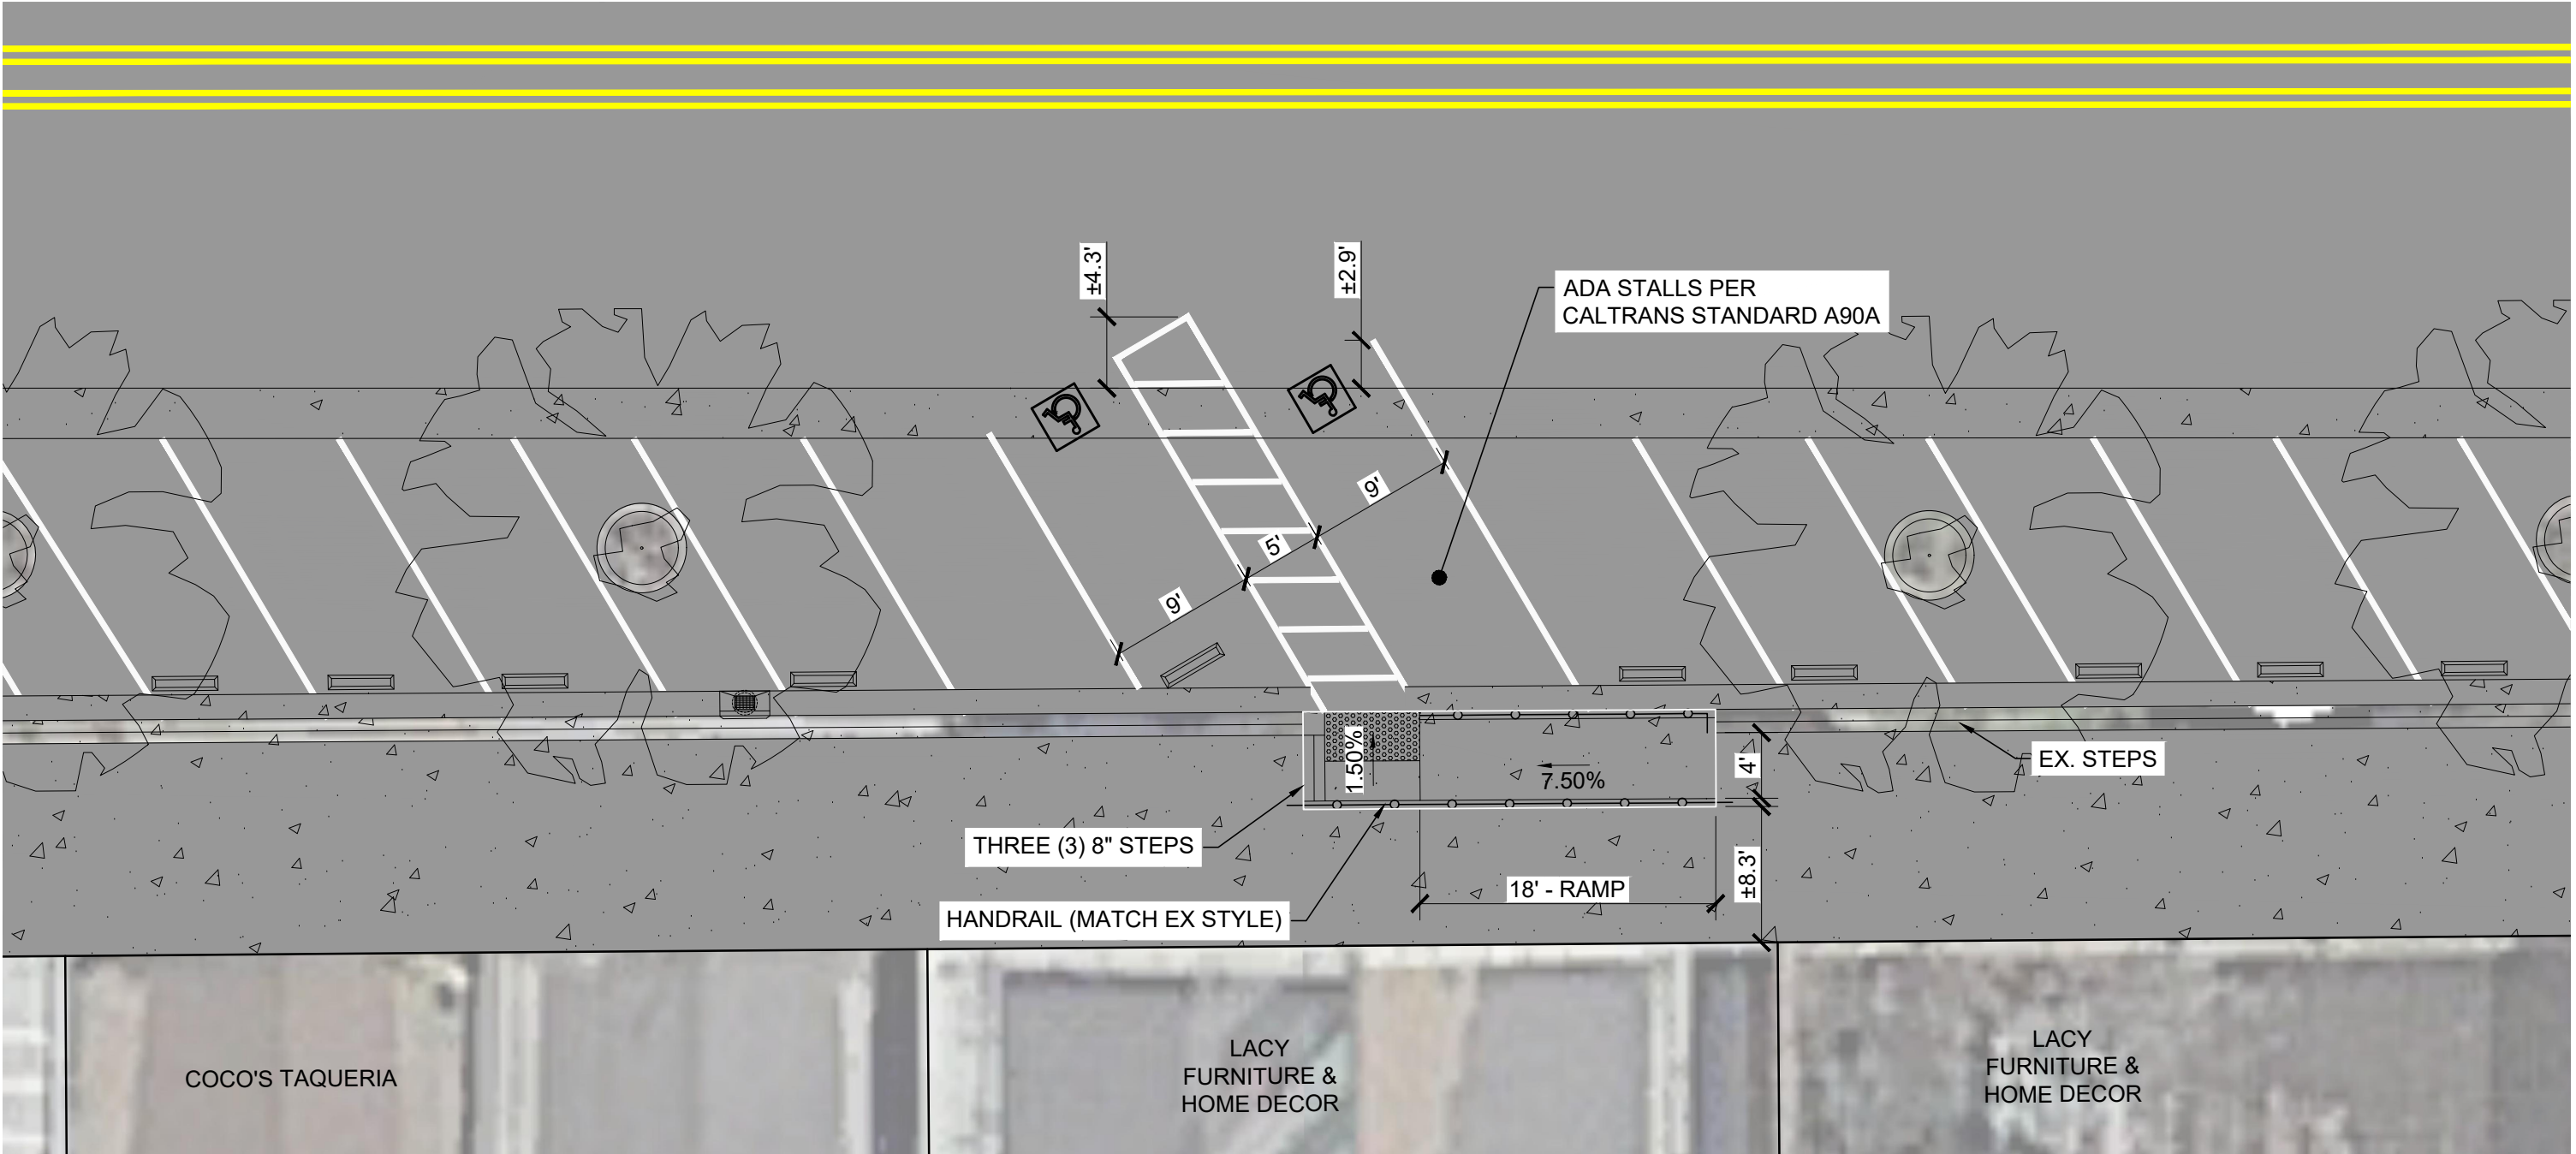 ±4.3'
±2.9'
ADA STALLS PER
CALTRANS STANDARD A90A
9'
5'
9'
1.50%
7.50%
4'
EX. STEPS
THREE (3) 8" STEPS
HANDRAIL (MATCH EX STYLE)
18' - RAMP
±8.3'
COCO'S TAQUERIA
LACY
FURNITURE &
HOME DECOR
LACY
FURNITURE &
HOME DECOR